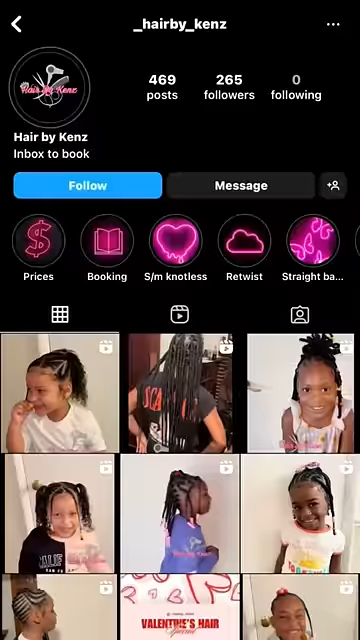 _hairby_kenz
Hair by Kenz
469 265 0
posts followers following
Hair by Kenz
Inbox to book
Follow Message
Prices Booking S/m knotless Retwist Straight ba...
VALENTINE'S HAIR
Special